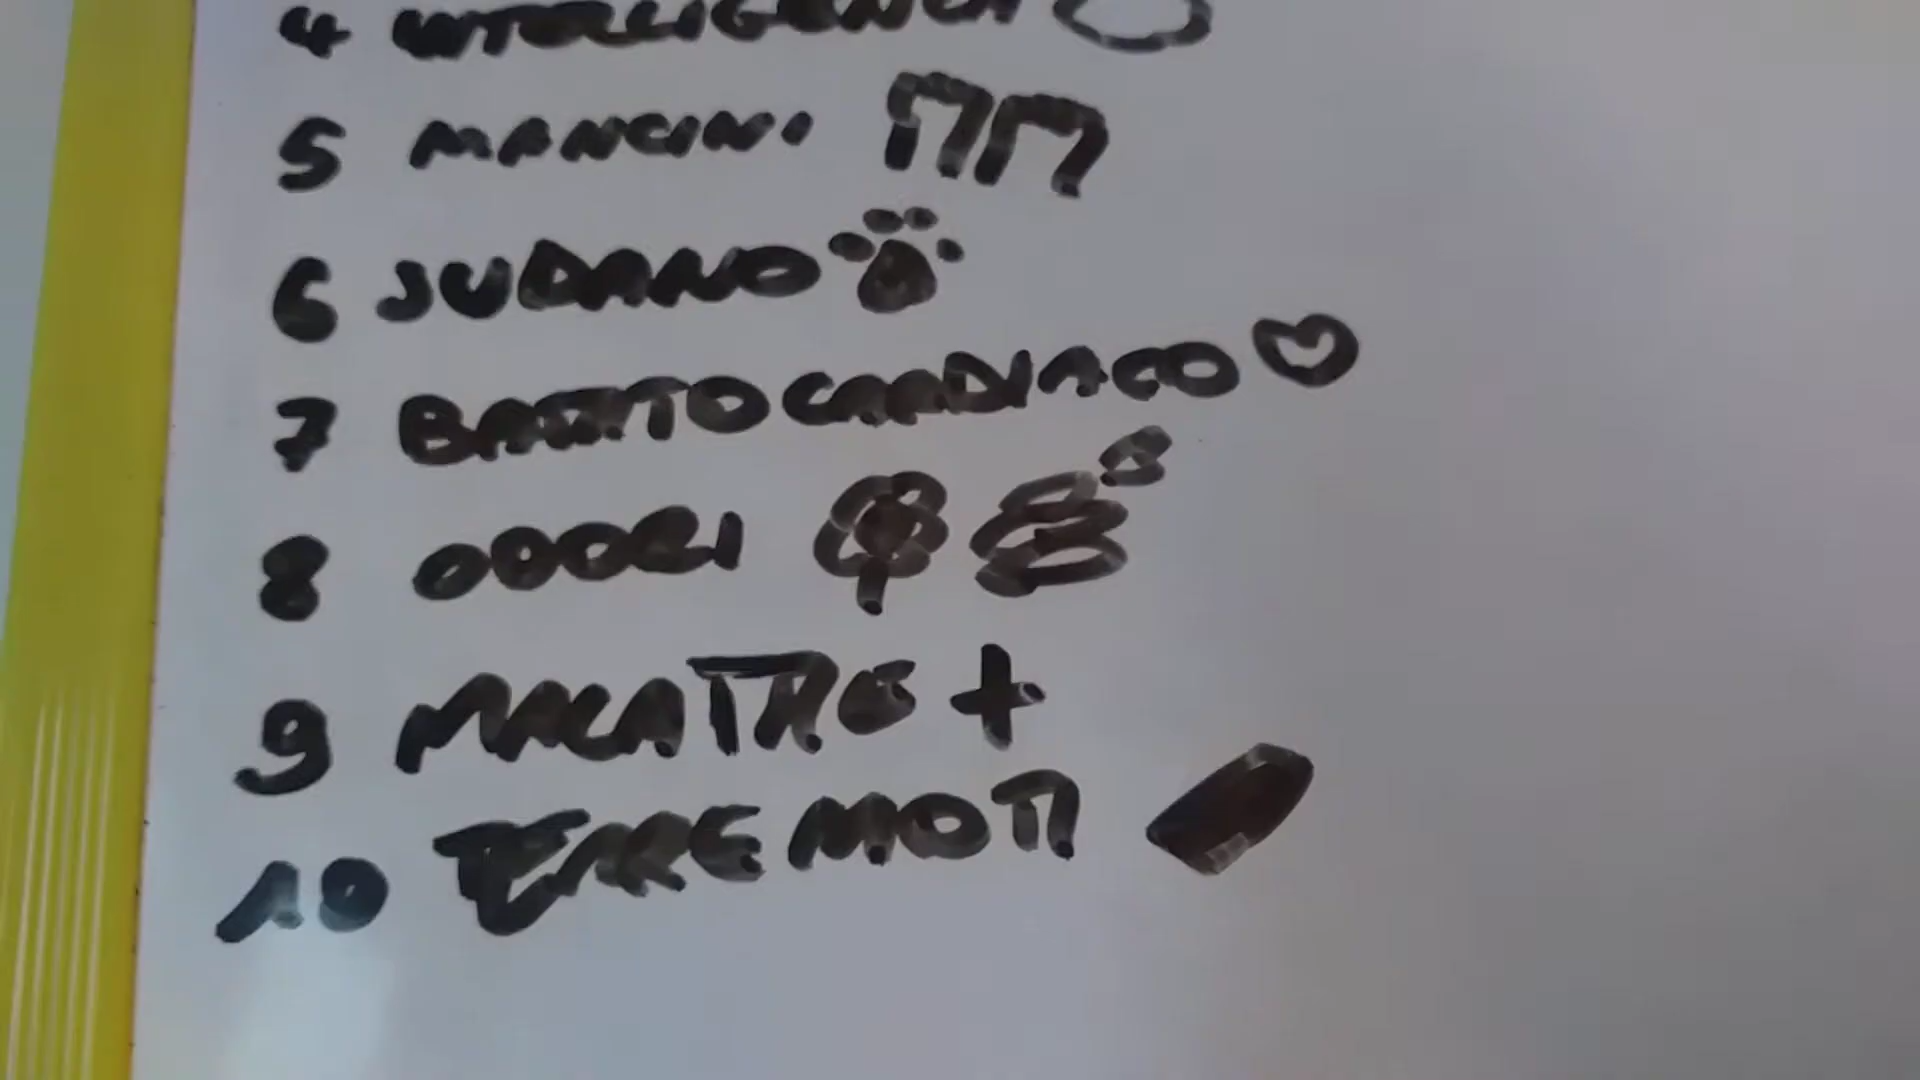 4 INTELLIGENZA
5 MANCINI
6 SUDANO
7 BATTITO CARDIACO
8 ODORI
9 MALATTIE +
10 TERREMOTI